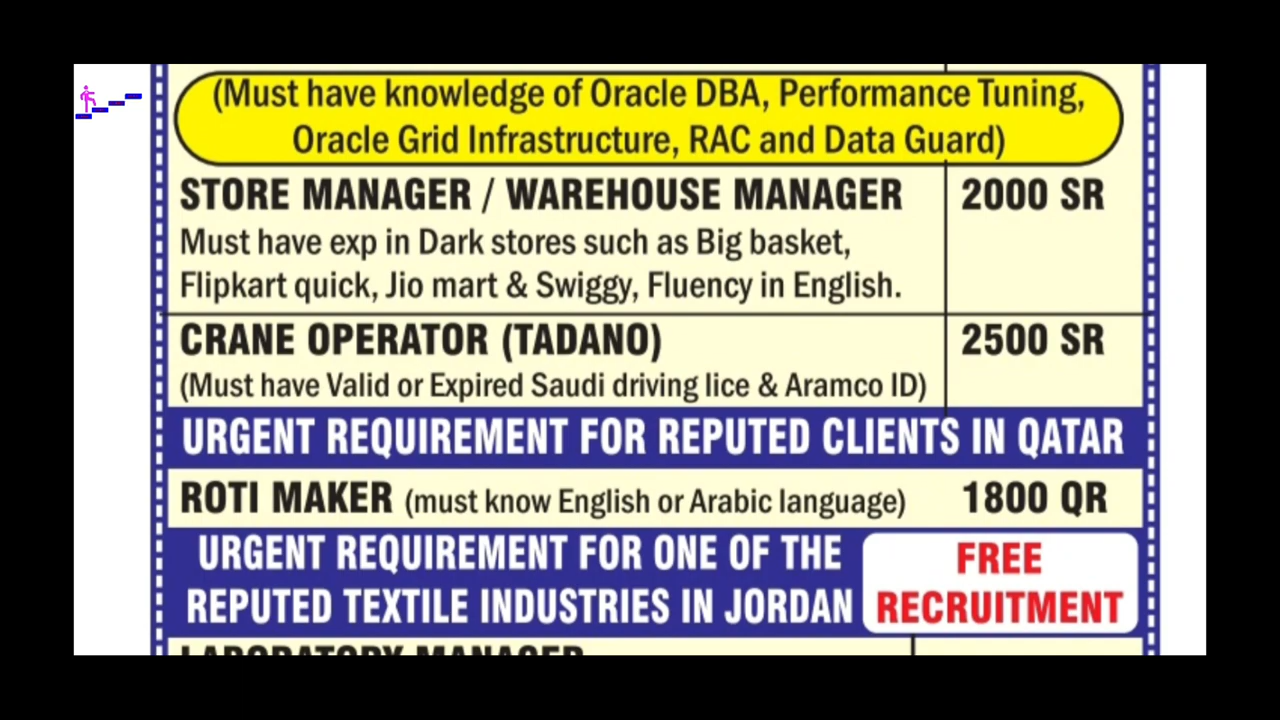 (Must have knowledge of Oracle DBA, Performance Tuning,
Oracle Grid Infrastructure, RAC and Data Guard)
STORE MANAGER / WAREHOUSE MANAGER 2000 SR
Must have exp in Dark stores such as Big basket,
Flipkart quick, Jio mart & Swiggy, Fluency in English.
CRANE OPERATOR (TADANO) 2500 SR
(Must have Valid or Expired Saudi driving lice & Aramco ID)
URGENT REQUIREMENT FOR REPUTED CLIENTS IN QATAR
ROTI MAKER (must know English or Arabic language) 1800 QR
URGENT REQUIREMENT FOR ONE OF THE
REPUTED TEXTILE INDUSTRIES IN JORDAN
FREE
RECRUITMENT
LABORATORY MANAGER